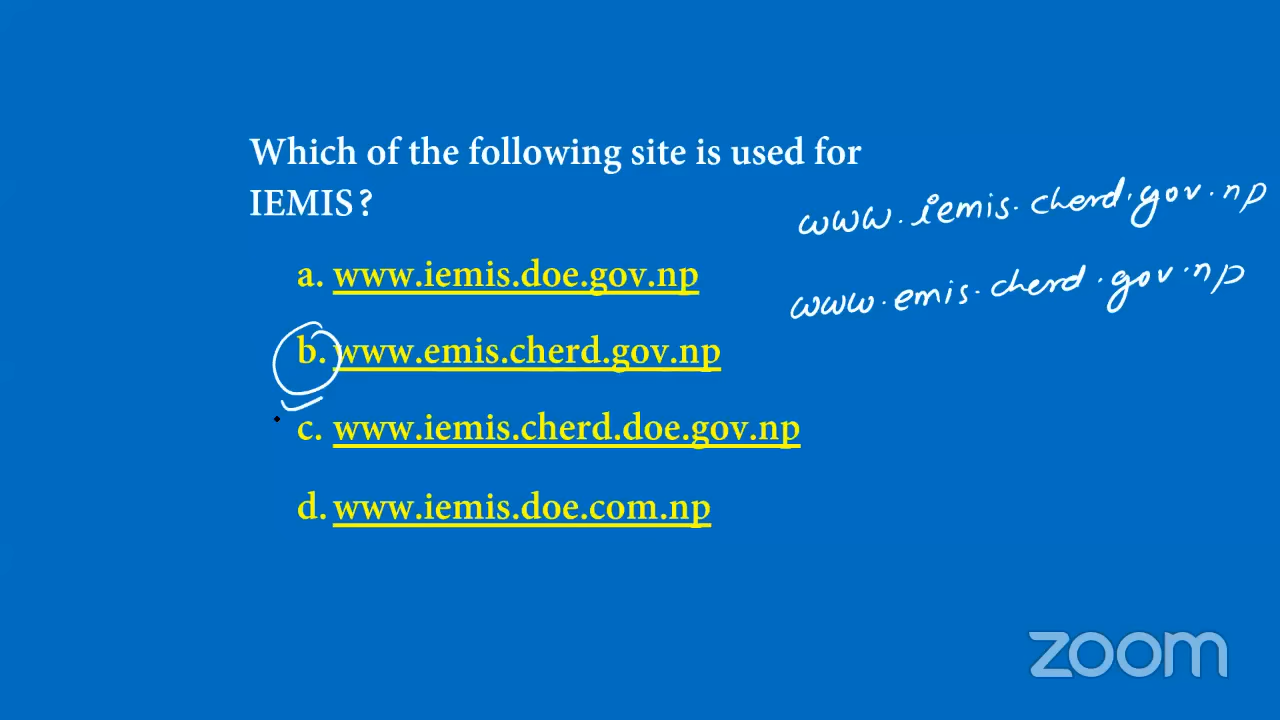 Which of the following site is used for
IEMIS?
www.iemis.cherd.gov.np
a. www.iemis.doe.gov.np
www.emis.cherd.gov.np
b. www.emis.cherd.gov.np
c. www.iemis.cherd.doe.gov.np
d. www.iemis.doe.com.np
zoom